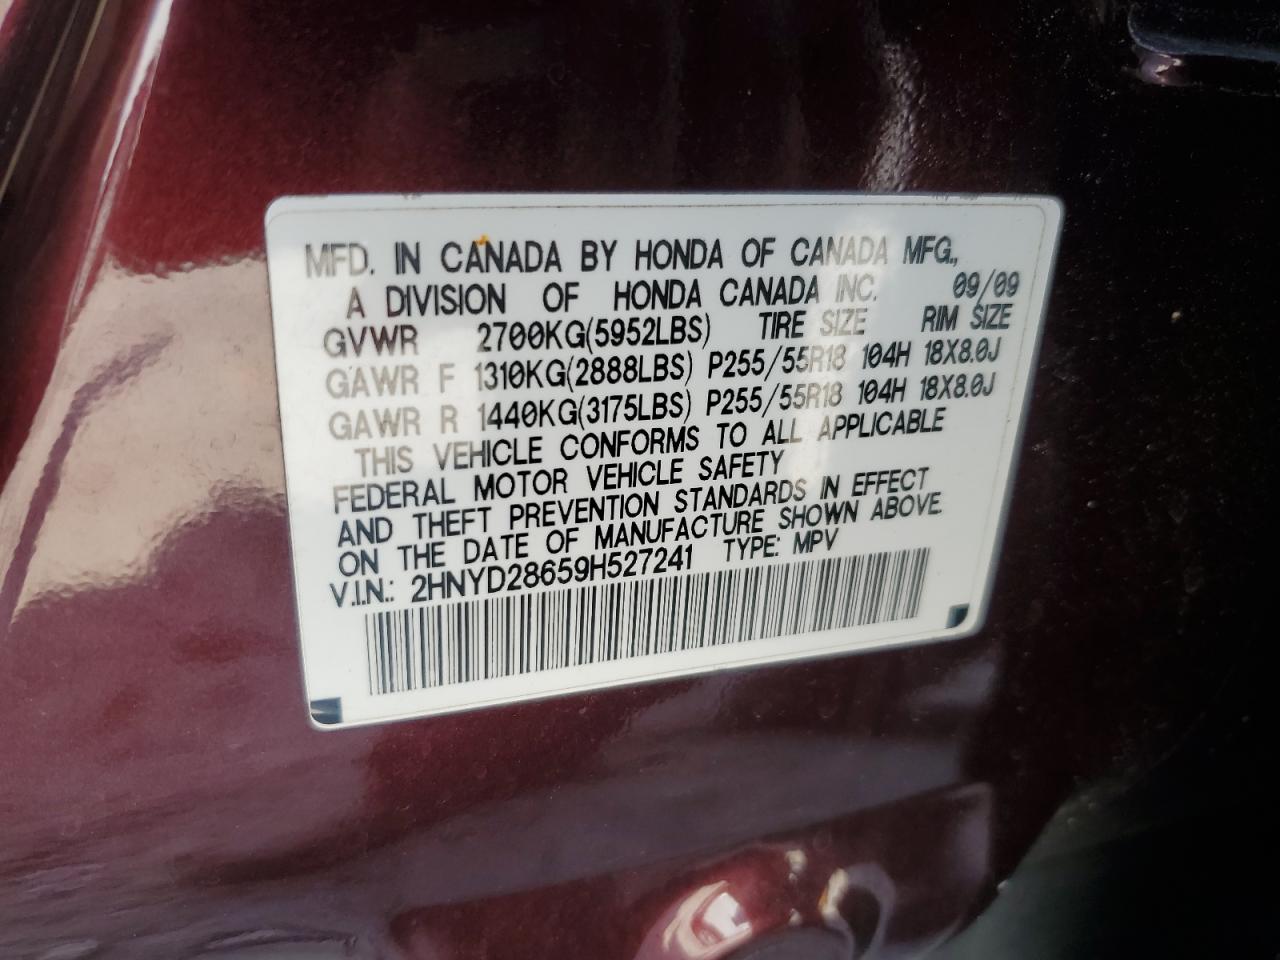 MFD. IN CANADA BY HONDA OF CANADA MFG.,
A DIVISION OF HONDA CANADA INC. 09/09
GVWR 2700KG(5952LBS) TIRE SIZE RIM SIZE
GAWR F 1310KG(2888LBS) P255/55R18 104H 18X8.0J
GAWR R 1440KG(3175LBS) P255/55R18 104H 18X8.0J
THIS VEHICLE CONFORMS TO ALL APPLICABLE
FEDERAL MOTOR VEHICLE SAFETY
AND THEFT PREVENTION STANDARDS IN EFFECT
ON THE DATE OF MANUFACTURE SHOWN ABOVE.
V.I.N.: 2HNYD28659H527241 TYPE: MPV